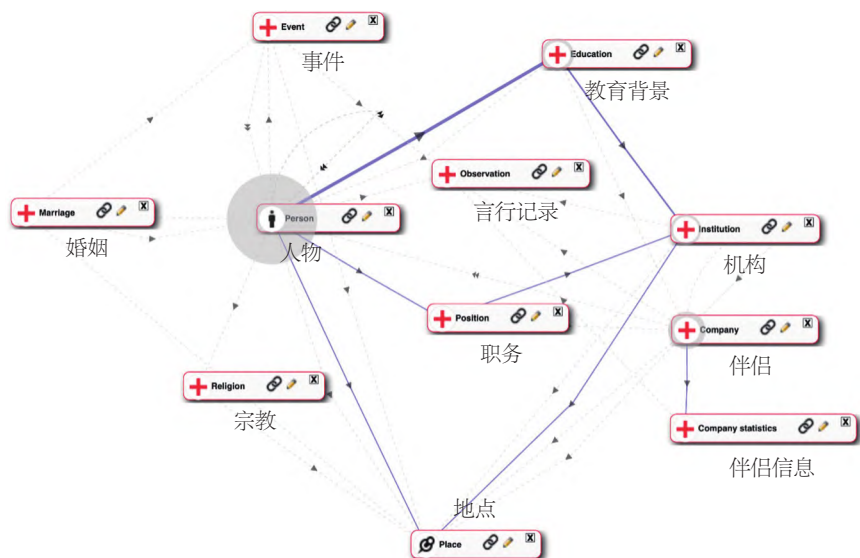 Event
事件
Education
教育背景
Observation
言行记录
Marriage
婚姻
Person
人物
Institution
机构
Position
职务
Company
伴侣
Religion
宗教
Company statistics
伴侣信息
地点
Place